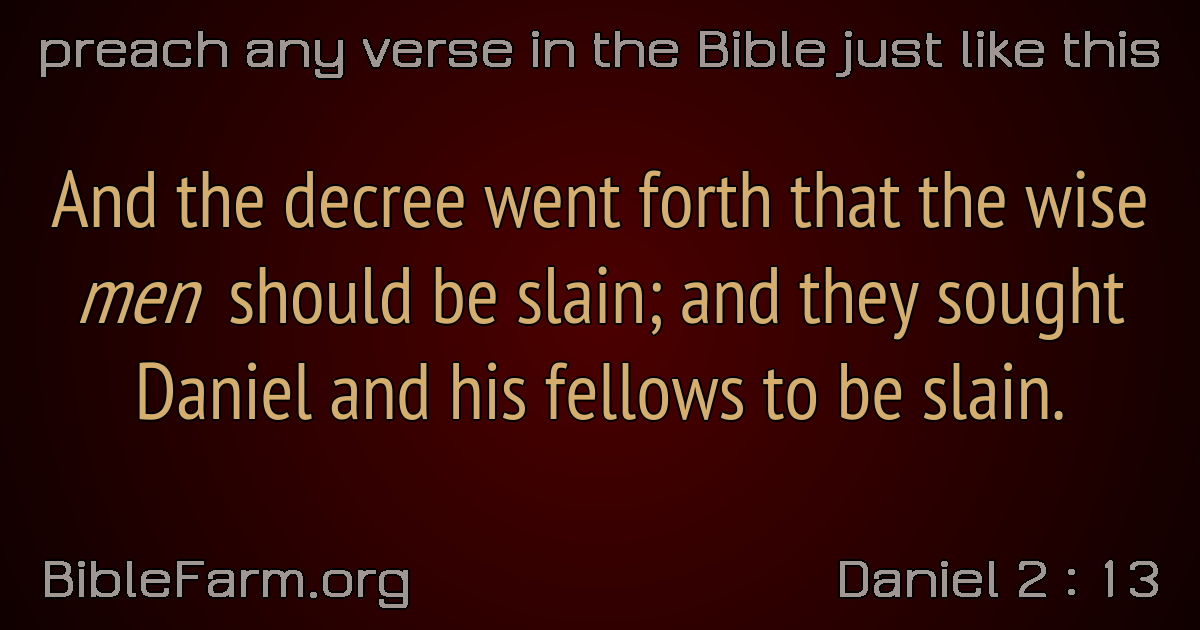 preach any verse in the Bible just like this
And the decree went forth that the wise
men should be slain; and they sought
Daniel and his fellows to be slain.
BibleFarm.org
Daniel 2 : 13